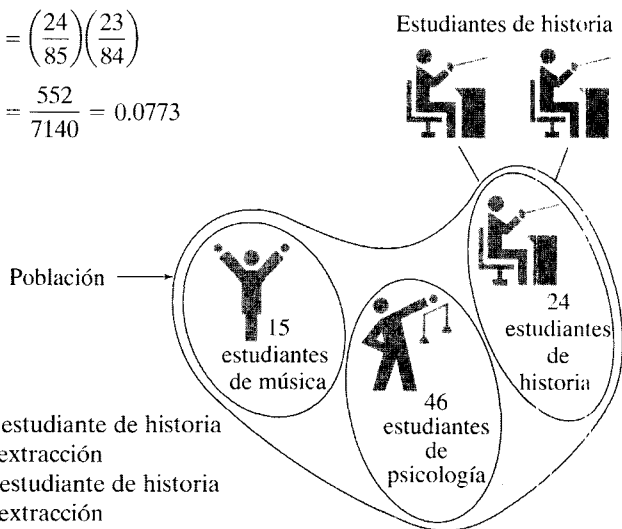 = (24/85)(23/84)
= 552/7140 = 0.0773
Estudiantes de historia
Población
15
estudiantes
de música
46
estudiantes
de
psicología
24
estudiantes
de
historia
estudiante de historia
extracción
estudiante de historia
extracción